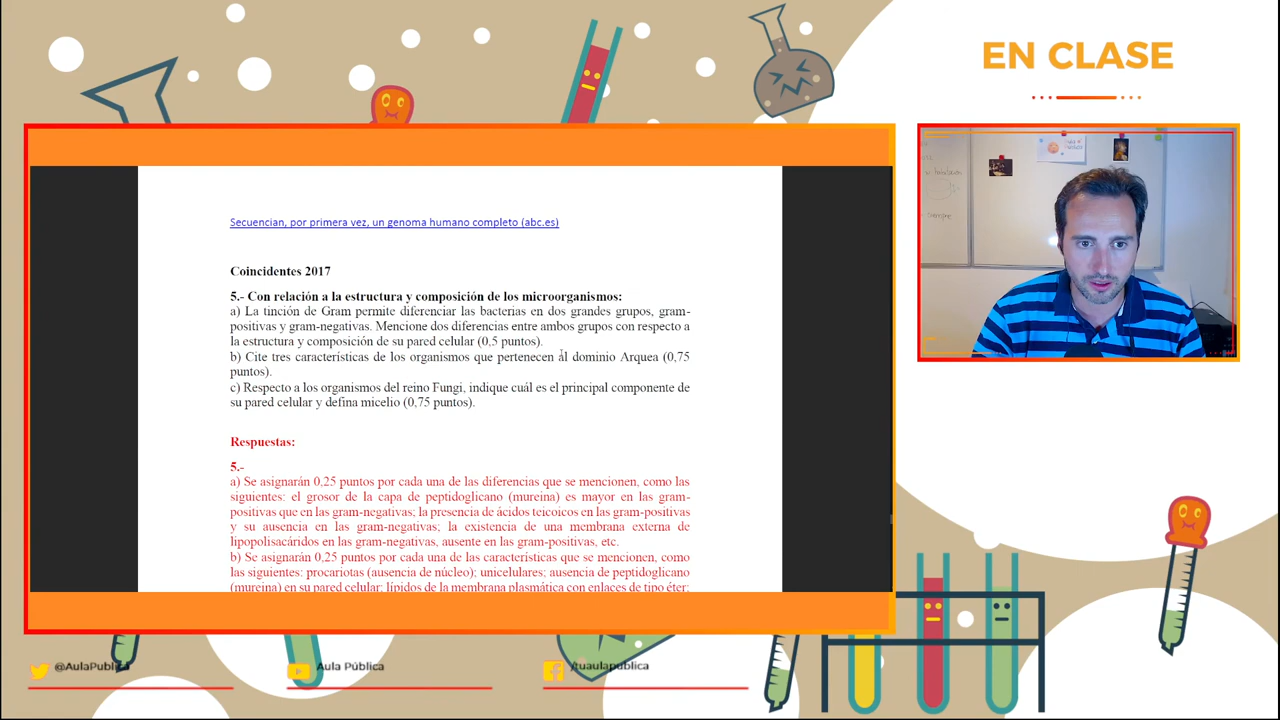 EN CLASE
Secuencian, por primera vez, un genoma humano completo (abc.es)
Coincidentes 2017
5.- Con relación a la estructura y composición de los microorganismos:
a) La tinción de Gram permite diferenciar las bacterias en dos grandes grupos, gram-
positivas y gram-negativas. Mencione dos diferencias entre ambos grupos con respecto a
la estructura y composición de su pared celular (0.5 puntos).
b) Cite tres características de los organismos que pertenecen al dominio Arquea (0,75
puntos).
c) Respecto a los organismos del reino Fungi, indique cuál es el principal componente de
su pared celular y defina micelio (0,75 puntos).
Respuestas:
5.-
a) Se asignarán 0,25 puntos por cada una de las diferencias que se mencionen, como las
siguientes: el grosor de la capa de peptidoglicano (mureina) es mayor en las gram-
positivas que en las gram-negativas; la presencia de ácidos teicoicos en las gram-positivas
y su ausencia en las gram-negativas; la existencia de una membrana externa de
lipopolisacáridos en las gram-negativas, ausente en las gram-positivas, etc.
b) Se asignarán 0,25 puntos por cada una de las características que se mencionen, como
las siguientes: procariotas (ausencia de núcleo); unicelulares; ausencia de peptidoglicano
(mureina) en su pared celular; lípidos de la membrana plasmática con enlaces de tipo éter;
@AulaPublica
Aula Pública
/tuaulapublica